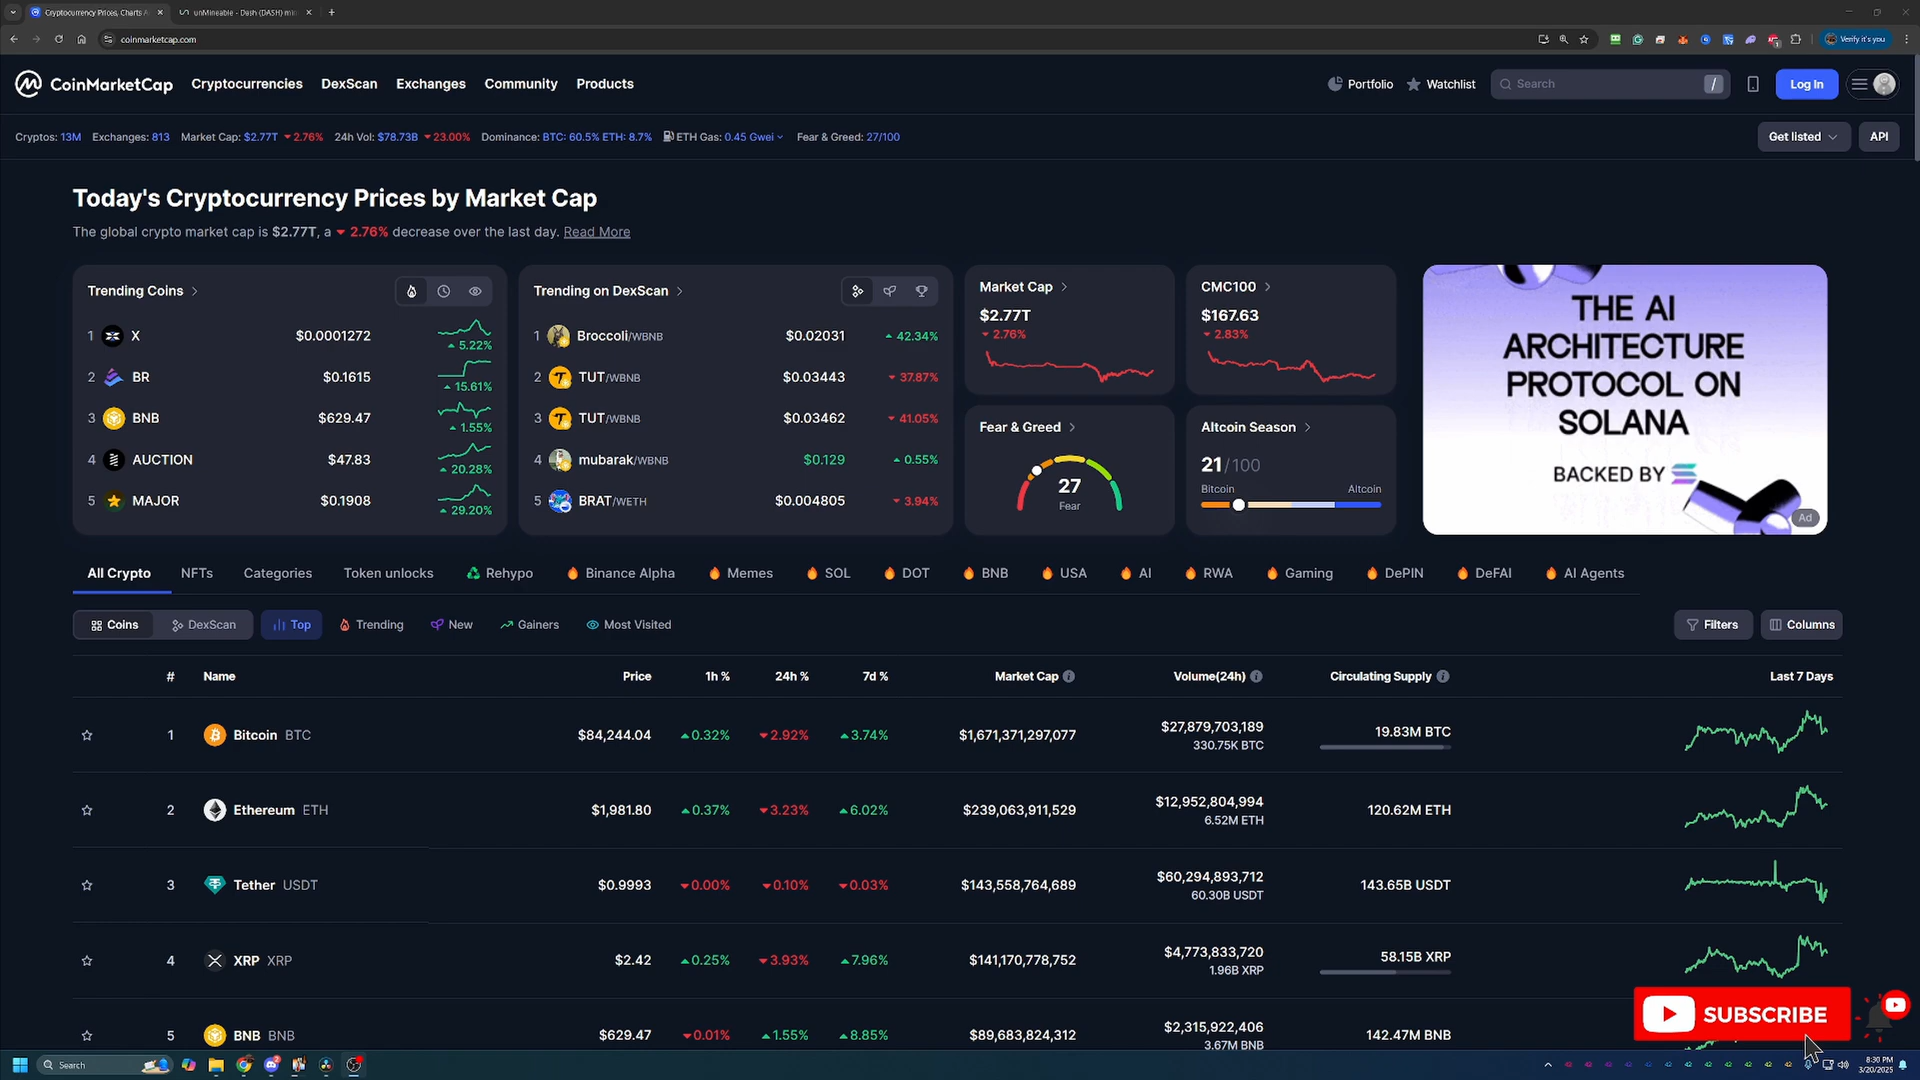 Cryptocurrency Prices, Charts A
unMineable - Dash (DASH) min
coinmarketcap.com
Verify it's you
CoinMarketCap
Cryptocurrencies
DexScan
Exchanges
Community
Products
Portfolio
Watchlist
Search
/
Log In
Cryptos: 13M Exchanges: 813 Market Cap: $2.77T 2.76% 24h Vol: $78.73B 23.00% Dominance: BTC: 60.5% ETH: 8.7% ETH Gas: 0.45 Gwei Fear & Greed: 27/100
Get listed
API
Today's Cryptocurrency Prices by Market Cap
The global crypto market cap is $2.77T, a 2.76% decrease over the last day. Read More
Trending Coins
1 X $0.0001272 5.22%
2 BR $0.1615 15.61%
3 BNB $629.47 1.55%
4 AUCTION $47.83 20.28%
5 MAJOR $0.1908 29.20%
Trending on DexScan
1 Broccoli/WBNB $0.02031 42.34%
2 TUT/WBNB $0.03443 37.87%
3 TUT/WBNB $0.03462 41.05%
4 mubarak/WBNB $0.129 0.55%
5 BRAT/WETH $0.004805 3.94%
Market Cap
$2.77T
2.76%
CMC100
$167.63
2.83%
Fear & Greed
27
Fear
Altcoin Season
21/100
Bitcoin Altcoin
THE AI
ARCHITECTURE
PROTOCOL ON
SOLANA
BACKED BY
Ad
All Crypto NFTs Categories Token unlocks Rehypo Binance Alpha Memes SOL DOT BNB USA AI RWA Gaming DePIN DeFAI AI Agents
Coins DexScan Top Trending New Gainers Most Visited Filters Columns
# Name Price 1h % 24h % 7d % Market Cap Volume(24h) Circulating Supply Last 7 Days
1 Bitcoin BTC $84,244.04 0.32% 2.92% 3.74% $1,671,371,297,077 $27,879,703,189 19.83M BTC
330.75K BTC
2 Ethereum ETH $1,981.80 0.37% 3.23% 6.02% $239,063,911,529 $12,952,804,994 120.62M ETH
6.52M ETH
3 Tether USDT $0.9993 0.00% 0.10% 0.03% $143,558,764,689 $60,294,893,712 143.65B USDT
60.30B USDT
4 XRP XRP $2.42 0.25% 3.93% 7.96% $141,170,778,752 $4,773,833,720 58.15B XRP
1.96B XRP
5 BNB BNB $629.47 0.01% 1.55% 8.85% $89,683,824,312 $2,315,922,406 142.47M BNB
3.67M BNB
SUBSCRIBE
Search
8:30 PM
3/20/2025